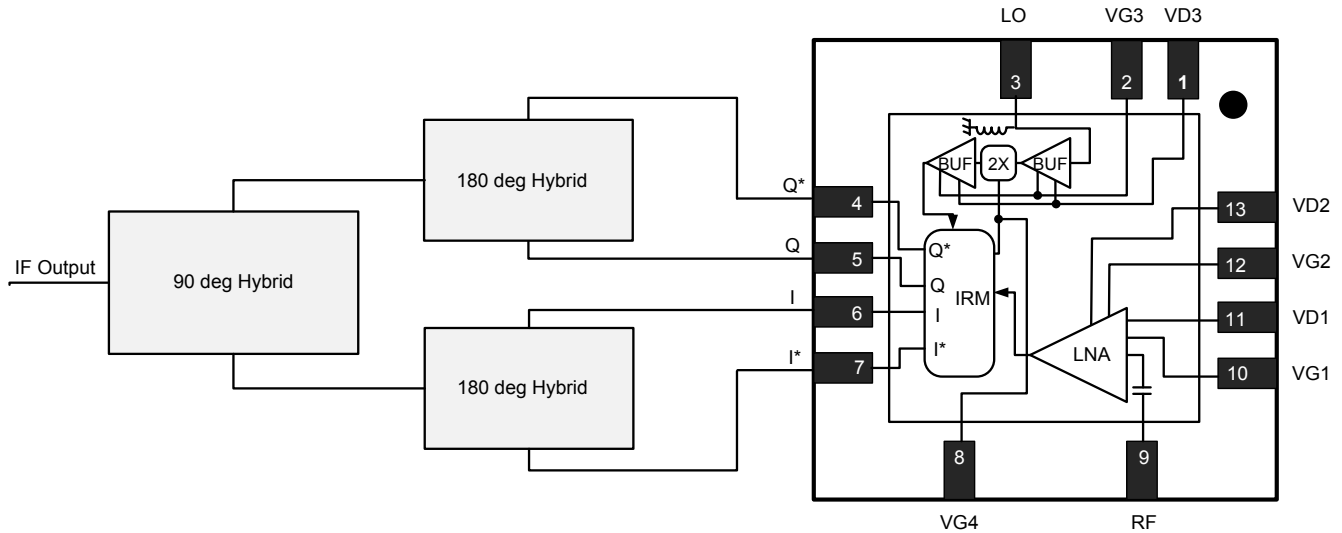 LO VG3 VD3
3 2 1
BUF 2X BUF
180 deg Hybrid
Q* 4 Q*
13 VD2
Q 5 Q
12 VG2
IF Output
90 deg Hybrid
I 6 I
IRM
11 VD1
I* 7 I*
LNA
10 VG1
180 deg Hybrid
8 9
VG4 RF